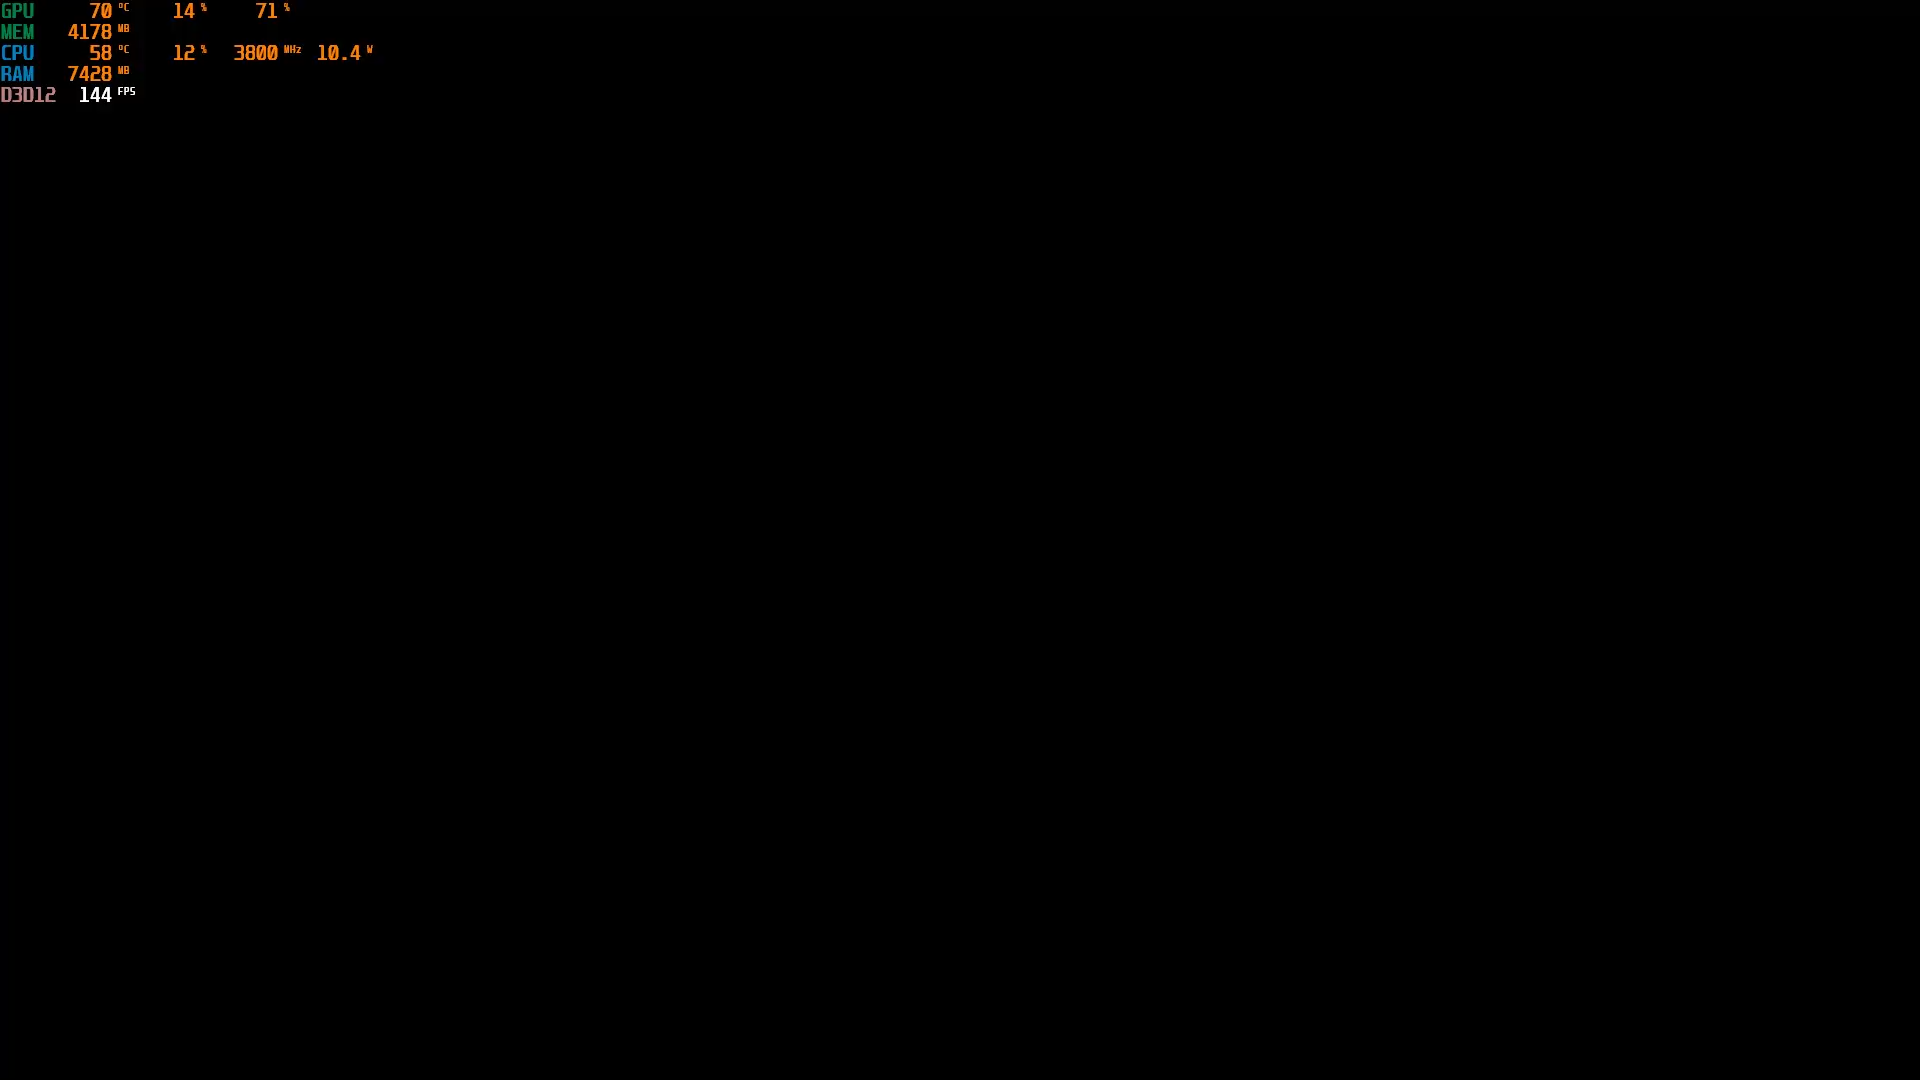 GPU 70 °C 14 % 71 %
MEM 4178 MB
CPU 58 °C 12 % 3800 MHz 10.4 W
RAM 7428 MB
D3D12 144 FPS